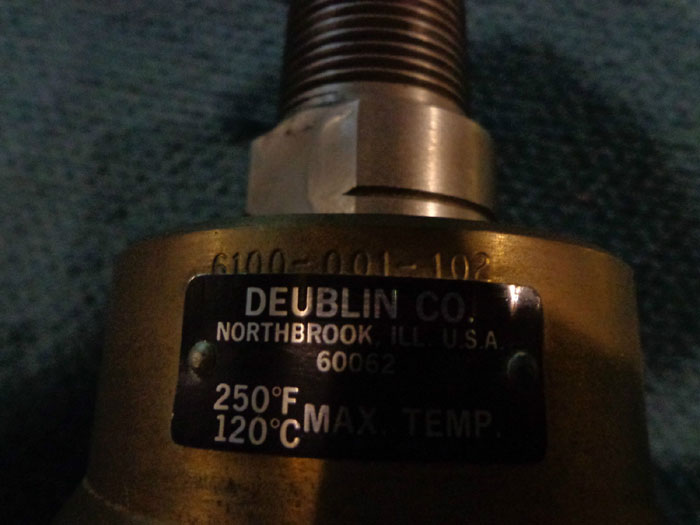 6100-001-102
DEUBLIN CO.
NORTHBROOK, ILL. U.S.A.
60062
250°F
120°C
MAX. TEMP.